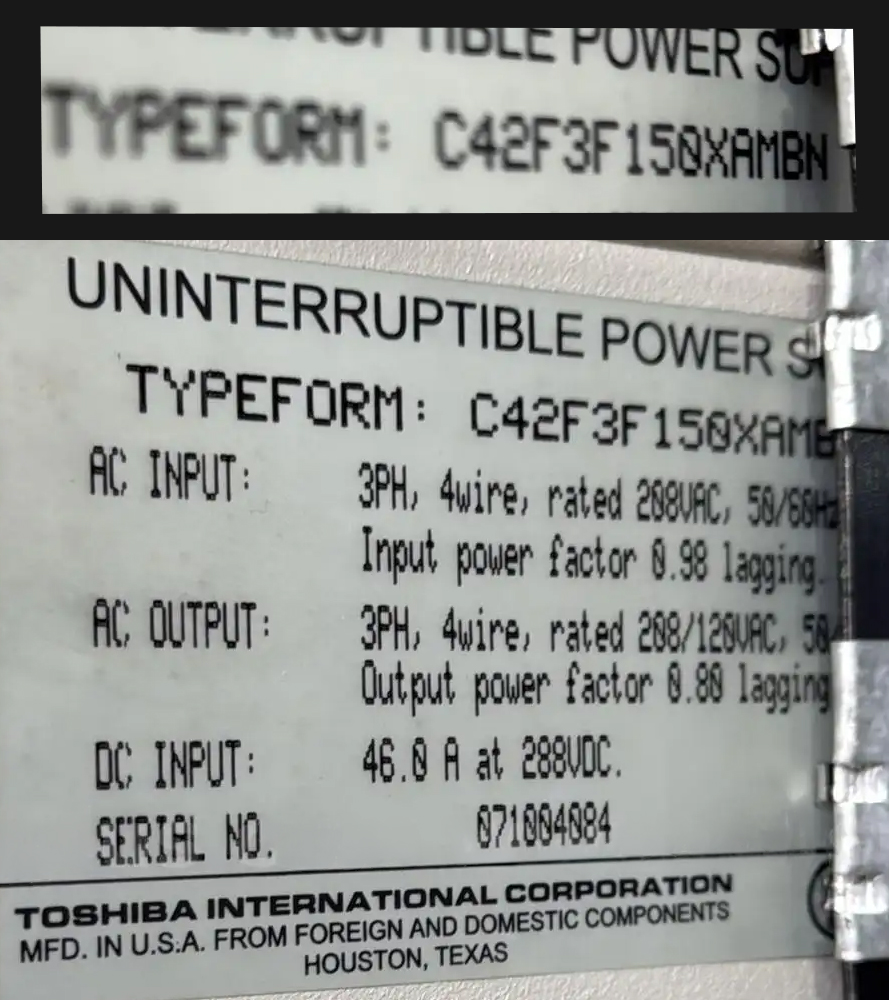 TIBLE POWER SUP
TYPEFORM: C42F3F150XAMBN
UNINTERRUPTIBLE POWER S
TYPEFORM: C42F3F150XAMB
AC INPUT: 3PH, 4wire, rated 208VAC, 50/60Hz
Input power factor 0.98 lagging.
AC OUTPUT: 3PH, 4wire, rated 208/120VAC, 50/
Output power factor 0.80 lagging
DC INPUT: 46.0 A at 288VDC.
SERIAL NO. 071004084
TOSHIBA INTERNATIONAL CORPORATION
MFD. IN U.S.A. FROM FOREIGN AND DOMESTIC COMPONENTS
HOUSTON, TEXAS